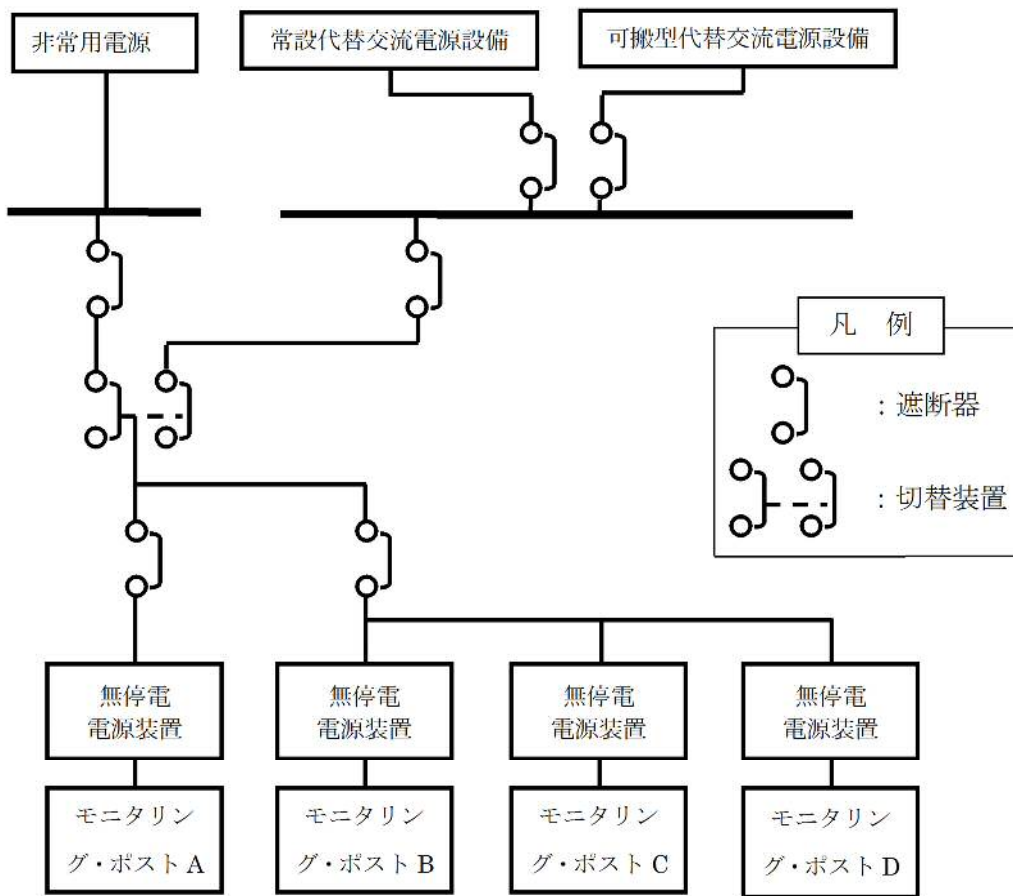 非常用電源
常設代替交流電源設備
可搬型代替交流電源設備
凡 例
：遮断器
：切替装置
無停電
電源装置
無停電
電源装置
無停電
電源装置
無停電
電源装置
モニタリン
グ・ポスト A
モニタリン
グ・ポスト B
モニタリン
グ・ポスト C
モニタリン
グ・ポスト D